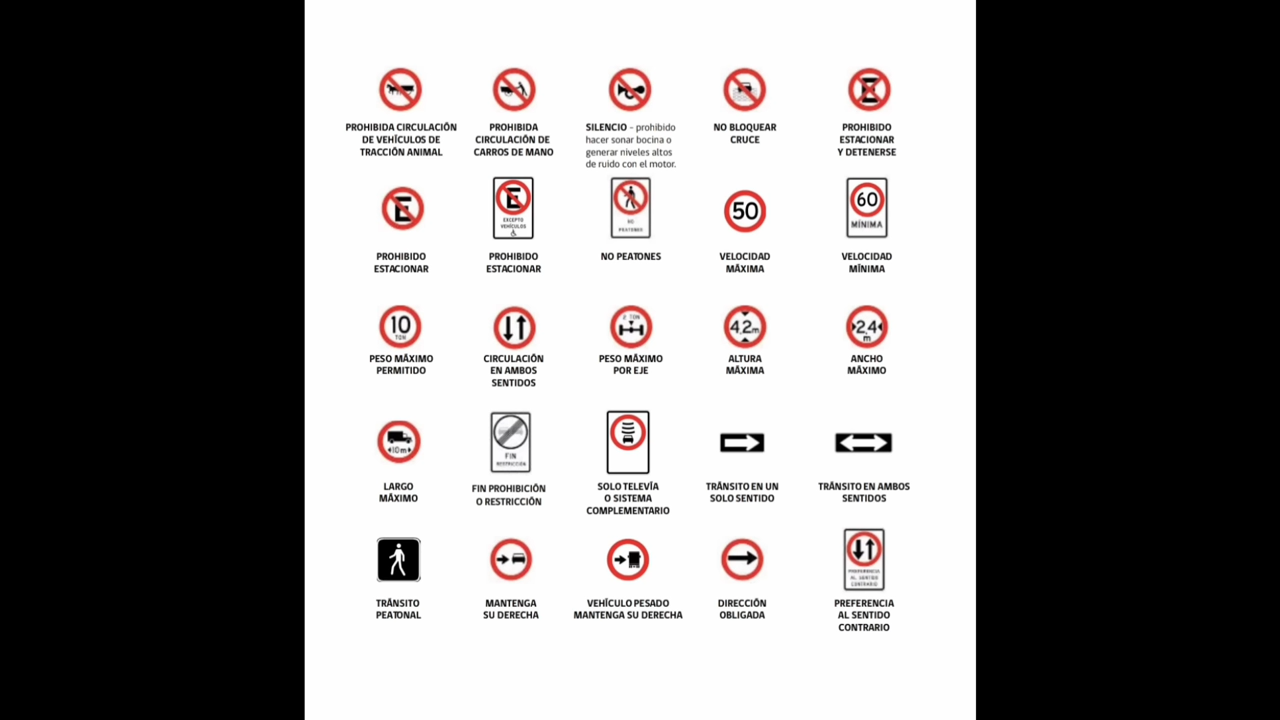 PROHIBIDA CIRCULACIÓN
DE VEHÍCULOS DE
TRACCIÓN ANIMAL
PROHIBIDA
CIRCULACIÓN DE
CARROS DE MANO
SILENCIO - prohibido
hacer sonar bocina o
generar niveles altos
de ruido con el motor.
NO BLOQUEAR
CRUCE
PROHIBIDO
ESTACIONAR
Y DETENERSE
E
PROHIBIDO
ESTACIONAR
E
EXCEPTO
VEHÍCULOS
PROHIBIDO
ESTACIONAR
NO
PEATONES
NO PEATONES
50
VELOCIDAD
MÁXIMA
60
MÍNIMA
VELOCIDAD
MÍNIMA
10
TON
PESO MÁXIMO
PERMITIDO
CIRCULACIÓN
EN AMBOS
SENTIDOS
2 TON
PESO MÁXIMO
POR EJE
4,2m
ALTURA
MÁXIMA
2,4
m
ANCHO
MÁXIMO
10m
LARGO
MÁXIMO
FIN
RESTRICCIÓN
FIN PROHIBICIÓN
O RESTRICCIÓN
SOLO TELEVÍA
O SISTEMA
COMPLEMENTARIO
TRÁNSITO EN UN
SOLO SENTIDO
TRÁNSITO EN AMBOS
SENTIDOS
TRÁNSITO
PEATONAL
MANTENGA
SU DERECHA
VEHÍCULO PESADO
MANTENGA SU DERECHA
DIRECCIÓN
OBLIGADA
PREFERENCIA
AL SENTIDO
CONTRARIO
PREFERENCIA
AL SENTIDO
CONTRARIO